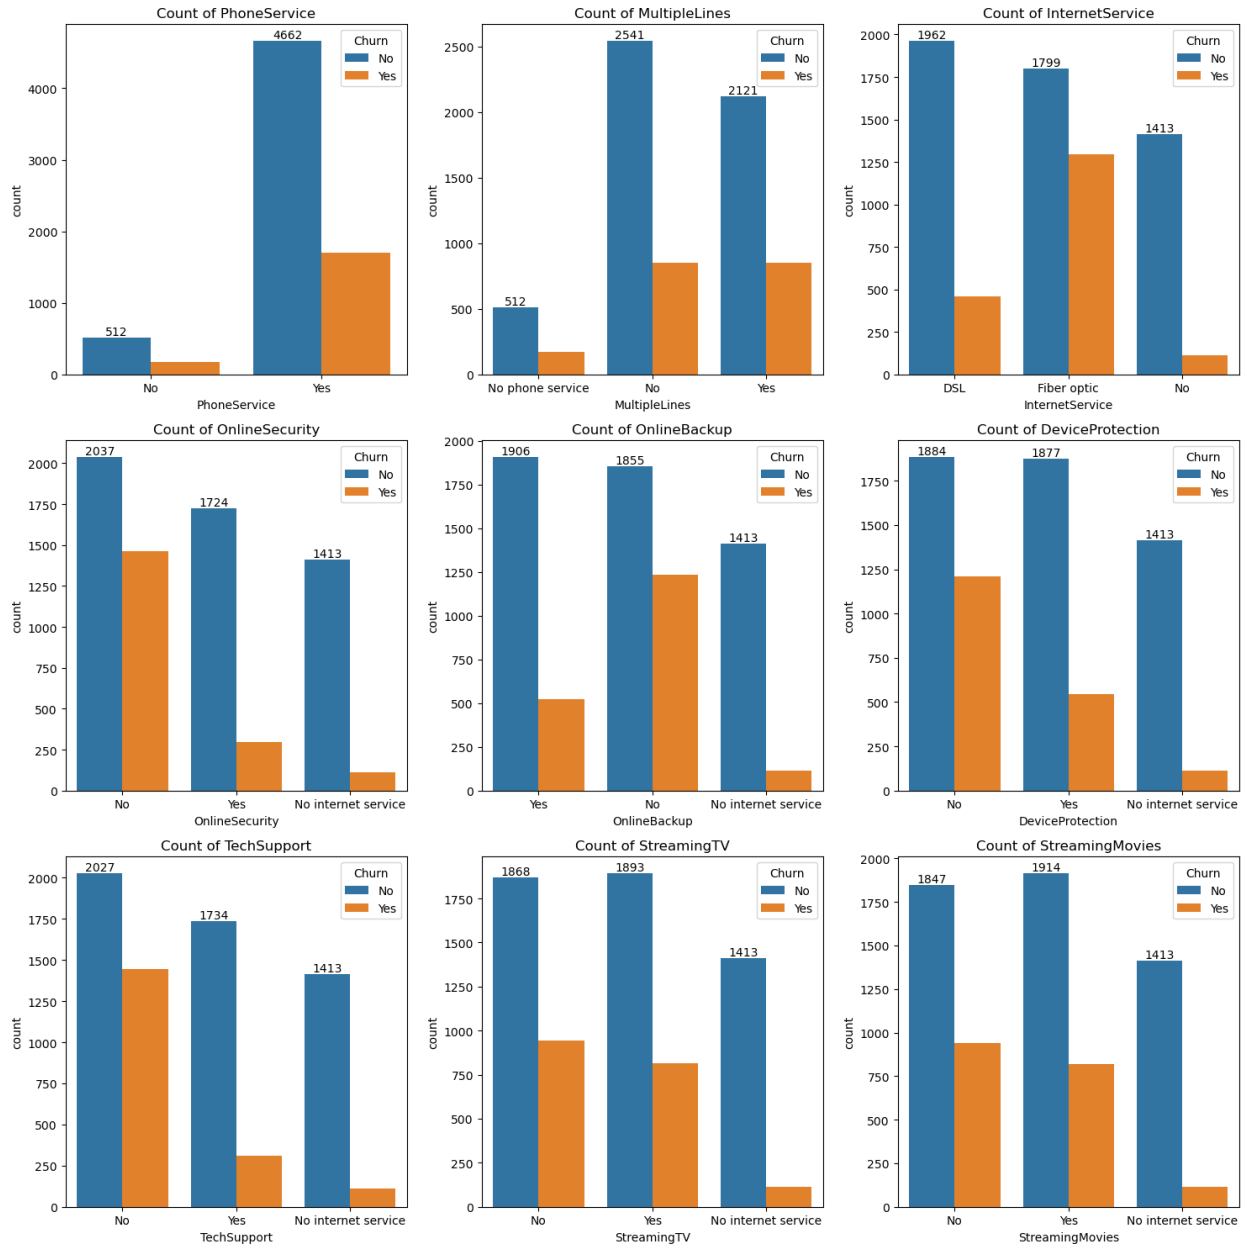 Count of PhoneService
4662
512
Churn
No
Yes
4000
3000
2000
1000
0
count
No Yes
PhoneService
Count of MultipleLines
2541
2121
512
Churn
No
Yes
2500
2000
1500
1000
500
0
count
No phone service No Yes
MultipleLines
Count of InternetService
1962
1799
1413
Churn
No
Yes
2000
1750
1500
1250
1000
750
500
250
0
count
DSL Fiber optic No
InternetService
Count of OnlineSecurity
2037
1724
1413
Churn
No
Yes
2000
1750
1500
1250
1000
750
500
250
0
count
No Yes No internet service
OnlineSecurity
Count of OnlineBackup
1906
1855
1413
Churn
No
Yes
2000
1750
1500
1250
1000
750
500
250
0
count
Yes No No internet service
OnlineBackup
Count of DeviceProtection
1884
1877
1413
Churn
No
Yes
1750
1500
1250
1000
750
500
250
0
count
No Yes No internet service
DeviceProtection
Count of TechSupport
2027
1734
1413
Churn
No
Yes
2000
1750
1500
1250
1000
750
500
250
0
count
No Yes No internet service
TechSupport
Count of StreamingTV
1868
1893
1413
Churn
No
Yes
1750
1500
1250
1000
750
500
250
0
count
No Yes No internet service
StreamingTV
Count of StreamingMovies
1847
1914
1413
Churn
No
Yes
2000
1750
1500
1250
1000
750
500
250
0
count
No Yes No internet service
StreamingMovies